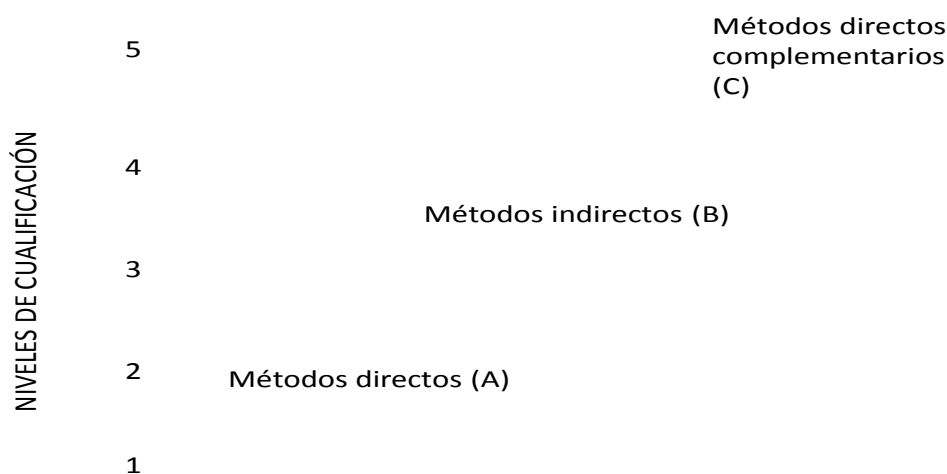 Métodos directos
complementarios
(C)
5
4
Métodos indirectos (B)
3
2
Métodos directos (A)
1
NIVELES DE CUALIFICACIÓN